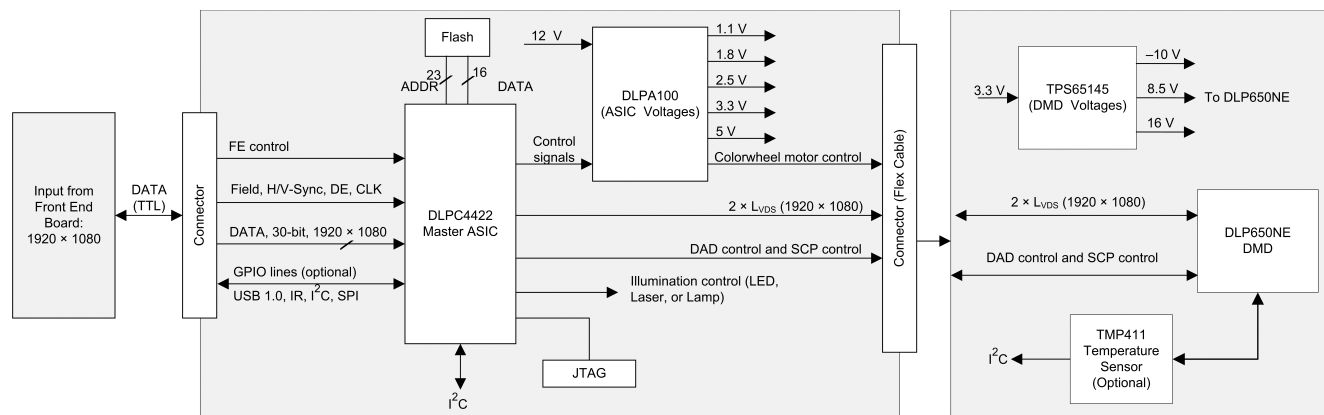 Input from
Front End
Board:
1920 × 1080
DATA
(TTL)
Connector
FE control
Field, H/V-Sync, DE, CLK
DATA, 30-bit, 1920 × 1080
GPIO lines (optional)
USB 1.0, IR, I²C, SPI
Flash
23
16
ADDR
DATA
DLPC4422
Master ASIC
I²C
JTAG
12 V
DLPA100
(ASIC Voltages)
1.1 V
1.8 V
2.5 V
3.3 V
5 V
Control
signals
Colorwheel motor control
2 × LVDS (1920 × 1080)
DAD control and SCP control
Illumination control (LED,
Laser, or Lamp)
Connector (Flex Cable)
3.3 V
TPS65145
(DMD Voltages)
–10 V
8.5 V
16 V
To DLP650NE
2 × LVDS (1920 × 1080)
DAD control and SCP control
DLP650NE
DMD
TMP411
Temperature
Sensor
(Optional)
I²C